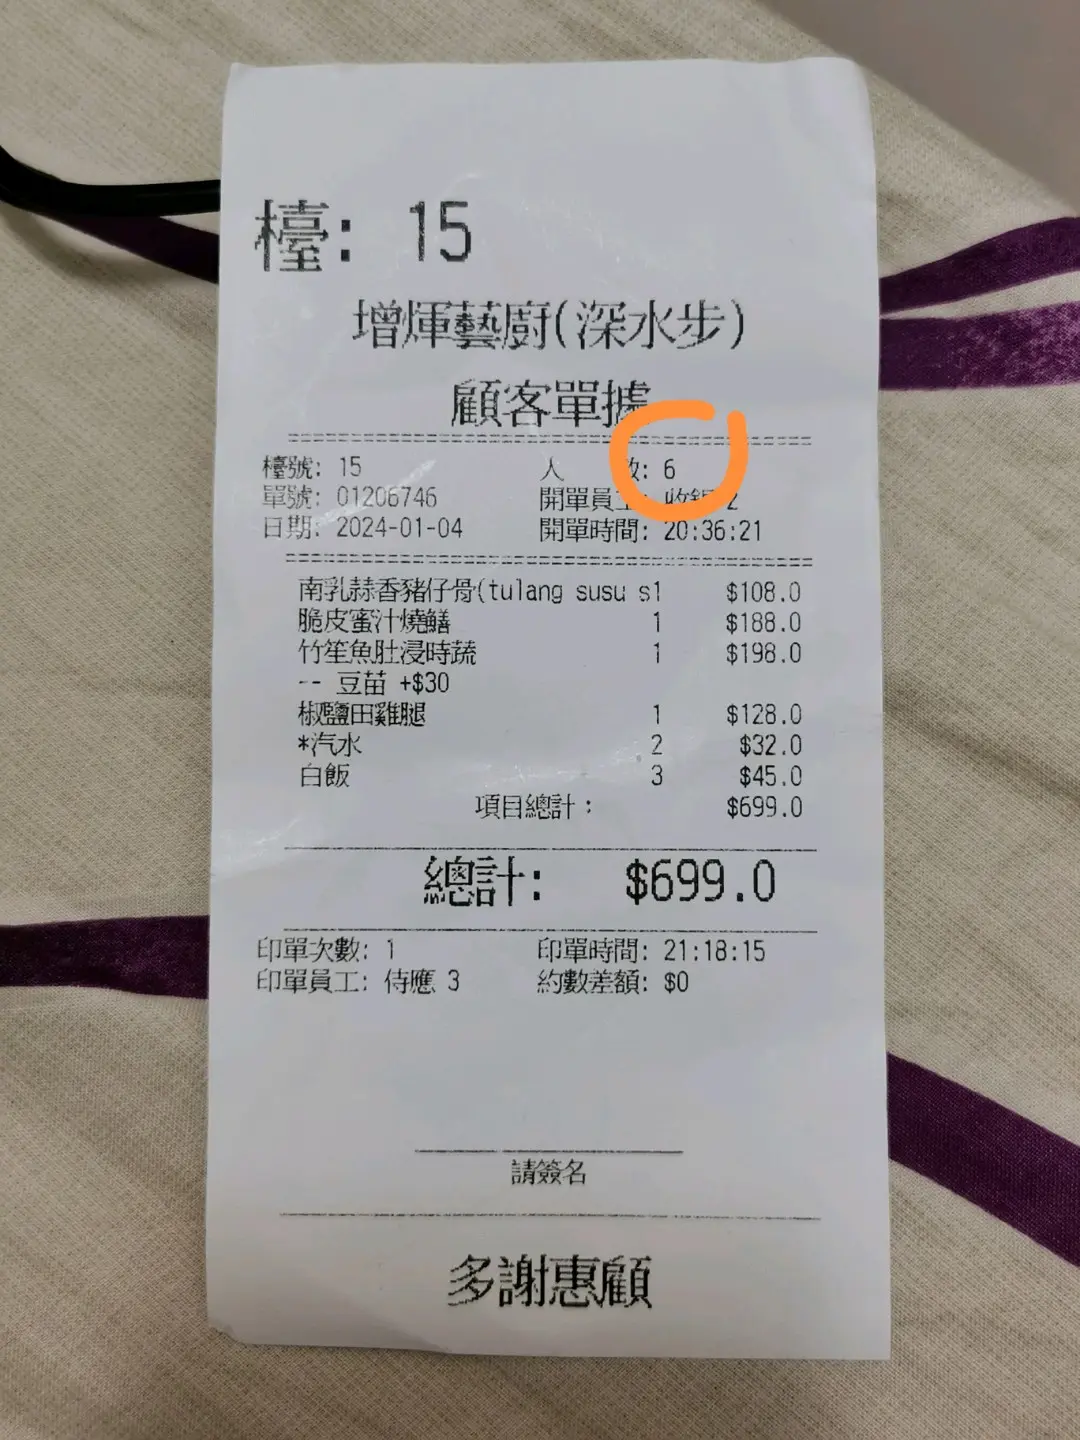 檯: 15
增煇藝廚(深水步)
顧客單據
檯號: 15 人 數: 6
單號: 01206746 開單員工: 收銀 2
日期: 2024-01-04 開單時間: 20:36:21
南乳蒜香豬仔骨(tulang susu s1 $108.0
脆皮蜜汁燒鱔 1 $188.0
竹笙魚肚浸時蔬 1 $198.0
-- 豆苗 +$30
椒鹽田雞腿 1 $128.0
*汽水 2 $32.0
白飯 3 $45.0
項目總計: $699.0
總計: $699.0
印單次數: 1 印單時間: 21:18:15
印單員工: 侍應 3 約數差額: $0
請簽名
多謝惠顧